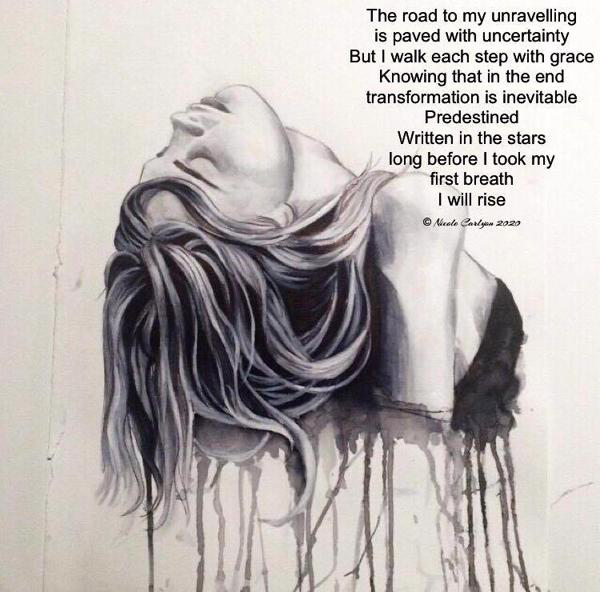 The road to my unravelling
is paved with uncertainty
But I walk each step with grace
Knowing that in the end
transformation is inevitable
Predestined
Written in the stars
long before I took my
first breath
I will rise
© Nicole Carlyon 2020